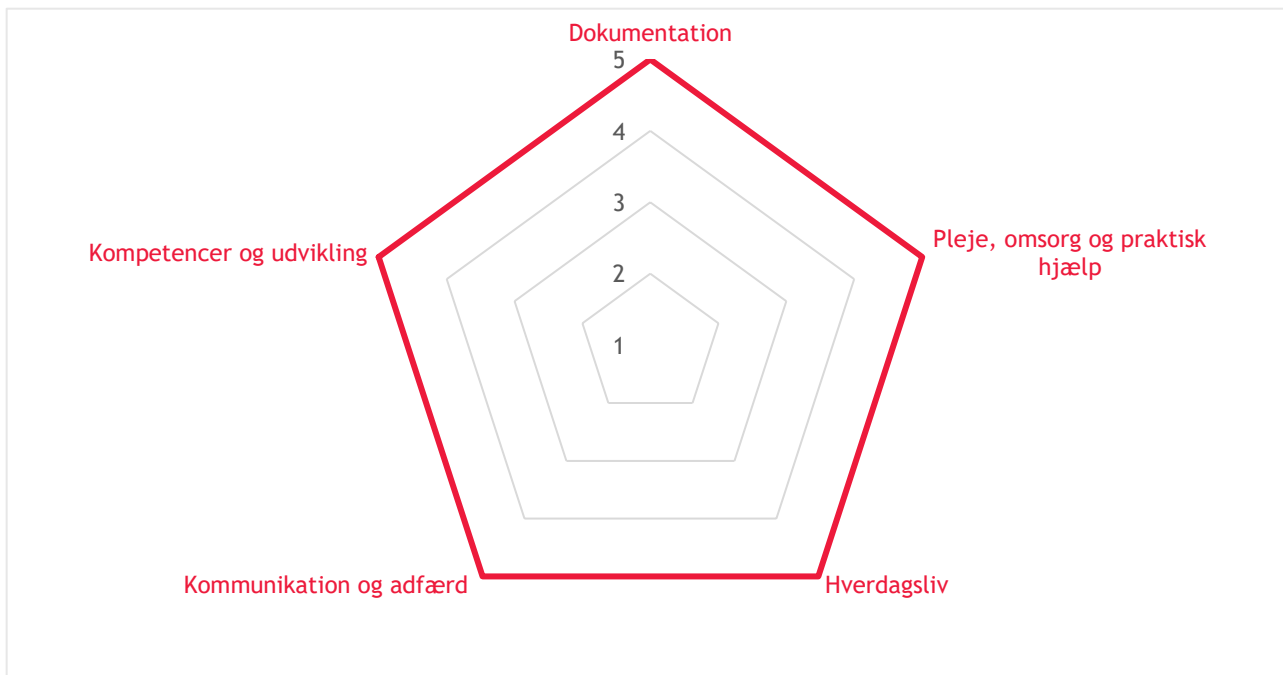 Dokumentation
5
4
3
2
1
Pleje, omsorg og praktisk
hjælp
Hverdagsliv
Kommunikation og adfærd
Kompetencer og udvikling